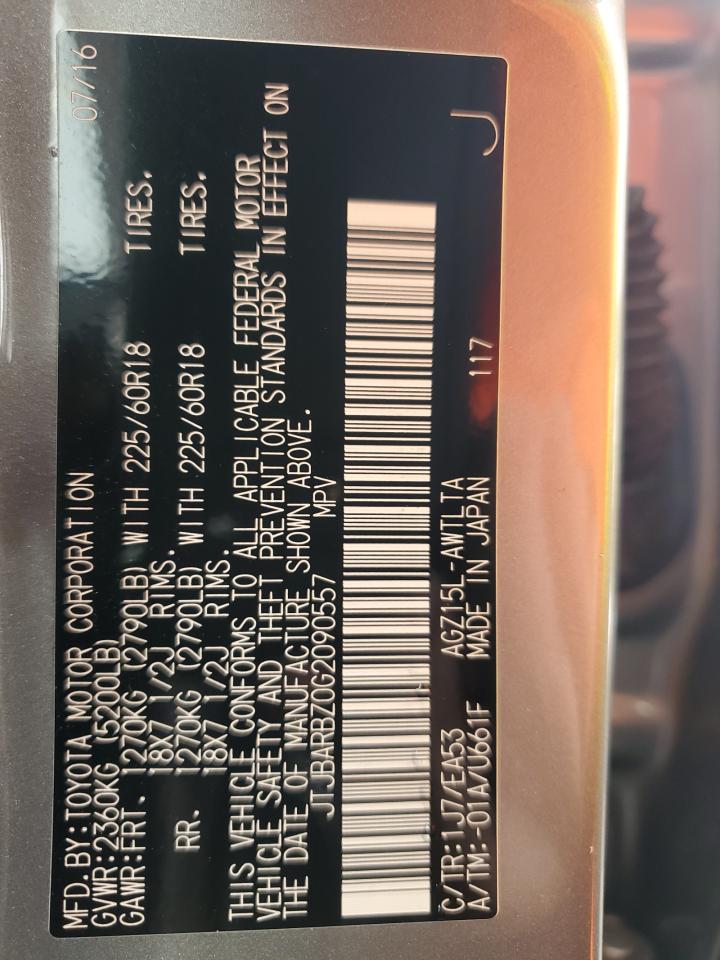 MFD.BY:TOYOTA MOTOR CORPORATION 07/16
GVWR:2360KG (5200LB)
GAWR:FRT. 1270KG (2790LB) WITH 225/60R18 TIRES.
18X7 1/2J RIMS.
RR. 1270KG (2790LB) WITH 225/60R18 TIRES.
18X7 1/2J RIMS.
THIS VEHICLE CONFORMS TO ALL APPLICABLE FEDERAL MOTOR
VEHICLE SAFETY AND THEFT PREVENTION STANDARDS IN EFFECT ON
THE DATE OF MANUFACTURE SHOWN ABOVE.
JTJBARBZ0G2090557 MPV
C/TR:1J7/EA53 AGZ15L-AWTLTA J
A/TM:-01A/U661F MADE IN JAPAN 117